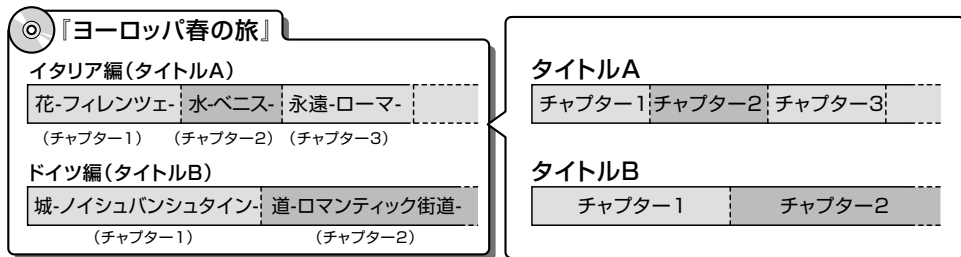 『ヨーロッパ春の旅』
イタリア編(タイトルA)
花-フィレンツェ- 水-ベニス- 永遠-ローマ-
(チャプター1) (チャプター2) (チャプター3)
ドイツ編(タイトルB)
城-ノイシュバンシュタイン- 道-ロマンティック街道-
(チャプター1) (チャプター2)
タイトルA
チャプター1 チャプター2 チャプター3
タイトルB
チャプター1 チャプター2